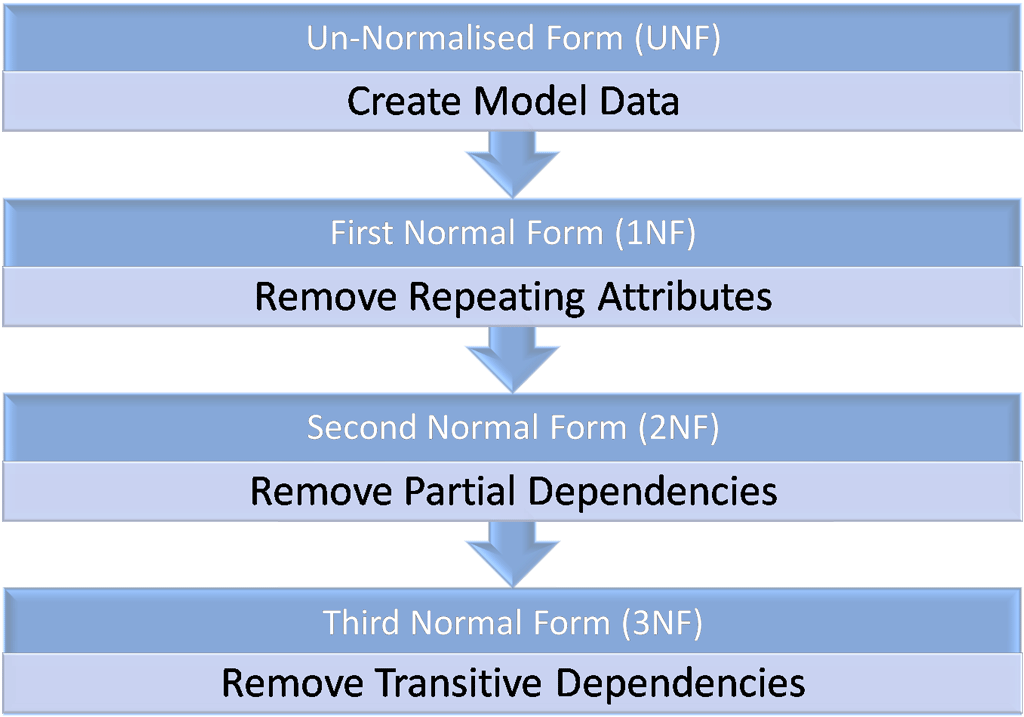 Un-Normalised Form (UNF)
Create Model Data
First Normal Form (1NF)
Remove Repeating Attributes
Second Normal Form (2NF)
Remove Partial Dependencies
Third Normal Form (3NF)
Remove Transitive Dependencies